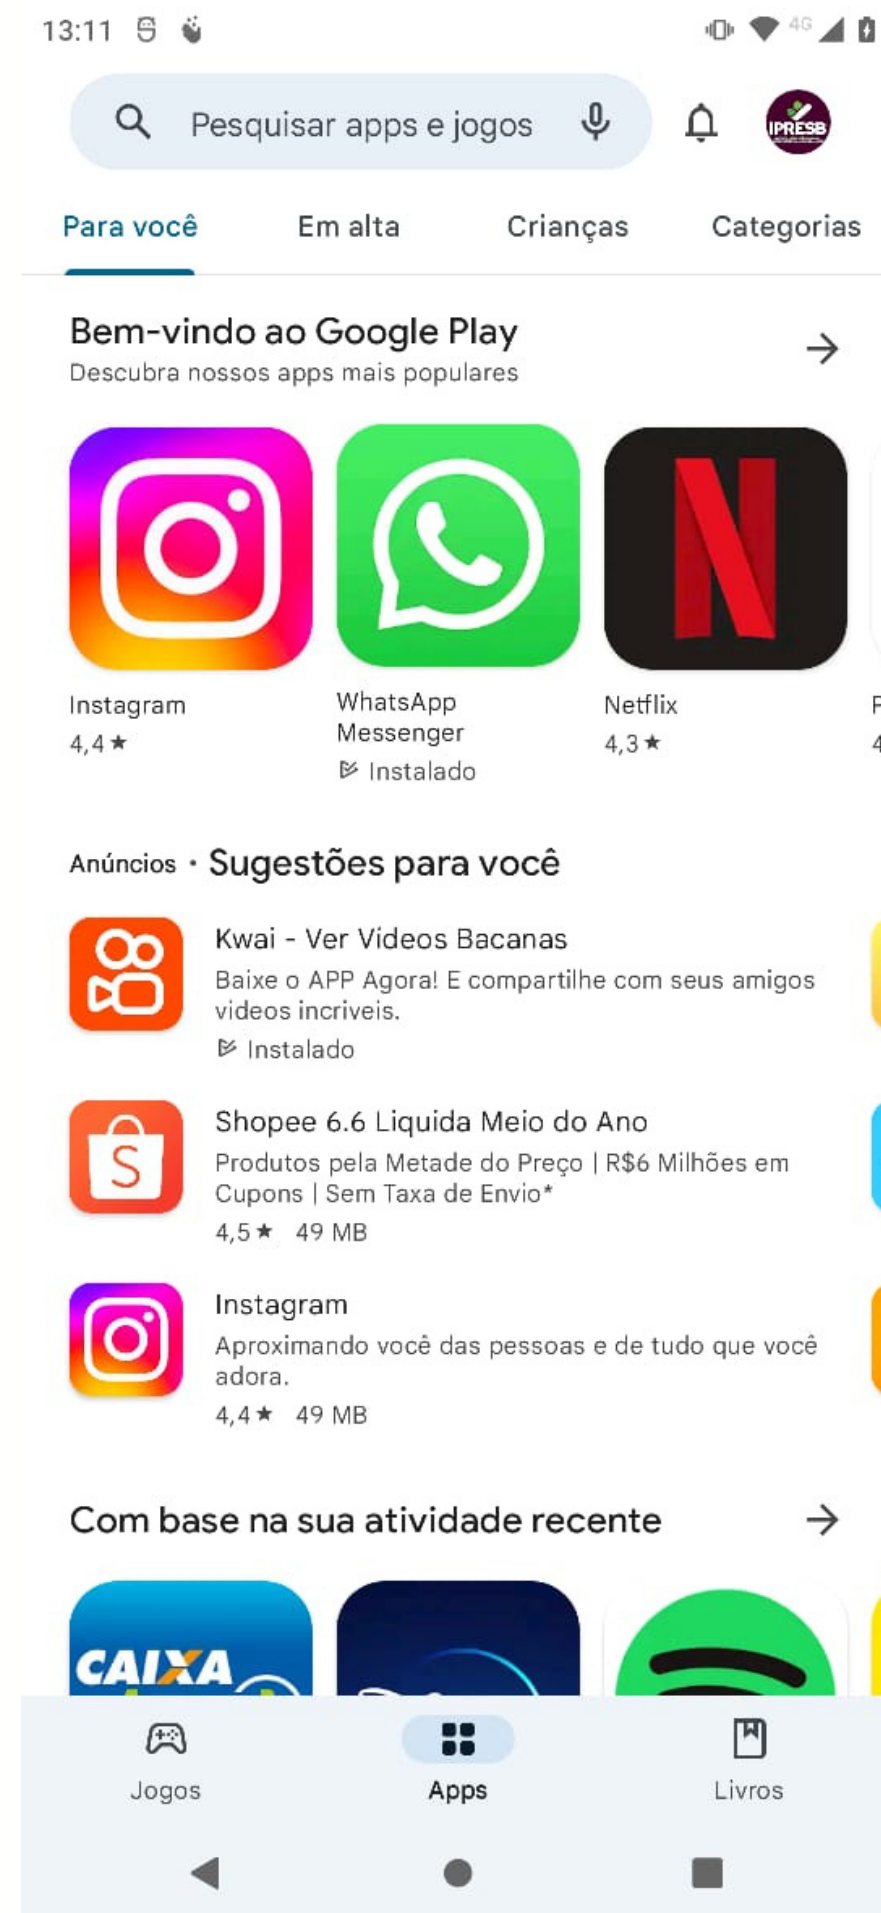 13:11
4G
Pesquisar apps e jogos
IPRESB
Para você Em alta Crianças Categorias
Bem-vindo ao Google Play
Descubra nossos apps mais populares
Instagram
4,4★
WhatsApp
Messenger
Instalado
Netflix
4,3★
Anúncios • Sugestões para você
Kwai - Ver Videos Bacanas
Baixe o APP Agora! E compartilhe com seus amigos
videos incriveis.
Instalado
Shopee 6.6 Liquida Meio do Ano
Produtos pela Metade do Preço | R$6 Milhões em
Cupons | Sem Taxa de Envio*
4,5★ 49 MB
Instagram
Aproximando você das pessoas e de tudo que você
adora.
4,4★ 49 MB
Com base na sua atividade recente
CAIXA
Jogos Apps Livros